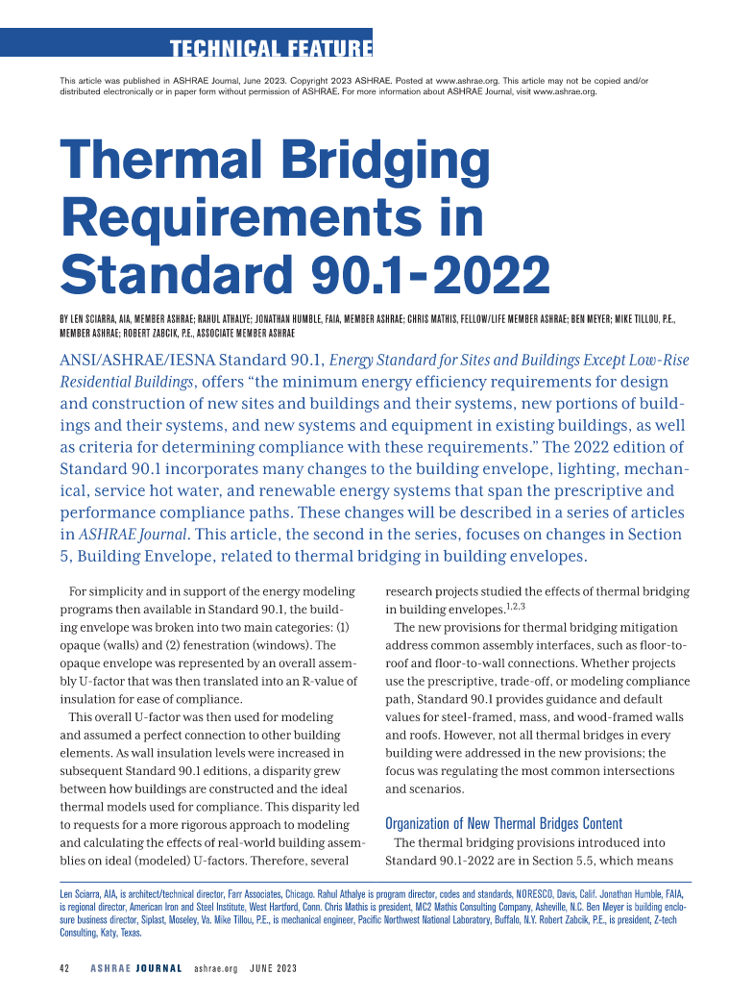 TECHNICAL FEATURE
This article was published in ASHRAE Journal, June 2023. Copyright 2023 ASHRAE. Posted at www.ashrae.org. This article may not be copied and/or
distributed electronically or in paper form without permission of ASHRAE. For more information about ASHRAE Journal, visit www.ashrae.org.
Thermal Bridging
Requirements in
Standard 90.1-2022
BY LEN SCIARRA, AIA, MEMBER ASHRAE; RAHUL ATHALYE; JONATHAN HUMBLE, FAIA, MEMBER ASHRAE; CHRIS MATHIS, FELLOW/LIFE MEMBER ASHRAE; BEN MEYER; MIKE TILLOU, P.E.,
MEMBER ASHRAE; ROBERT ZABCIK, P.E., ASSOCIATE MEMBER ASHRAE
ANSI/ASHRAE/IESNA Standard 90.1, Energy Standard for Sites and Buildings Except Low-Rise
Residential Buildings, offers “the minimum energy efficiency requirements for design
and construction of new sites and buildings and their systems, new portions of build-
ings and their systems, and new systems and equipment in existing buildings, as well
as criteria for determining compliance with these requirements.” The 2022 edition of
Standard 90.1 incorporates many changes to the building envelope, lighting, mechan-
ical, service hot water, and renewable energy systems that span the prescriptive and
performance compliance paths. These changes will be described in a series of articles
in ASHRAE Journal. This article, the second in the series, focuses on changes in Section
5, Building Envelope, related to thermal bridging in building envelopes.
For simplicity and in support of the energy modeling
programs then available in Standard 90.1, the build-
ing envelope was broken into two main categories: (1)
opaque (walls) and (2) fenestration (windows). The
opaque envelope was represented by an overall assem-
bly U-factor that was then translated into an R-value of
insulation for ease of compliance.
This overall U-factor was then used for modeling
and assumed a perfect connection to other building
elements. As wall insulation levels were increased in
subsequent Standard 90.1 editions, a disparity grew
between how buildings are constructed and the ideal
thermal models used for compliance. This disparity led
to requests for a more rigorous approach to modeling
and calculating the effects of real-world building assem-
blies on ideal (modeled) U-factors. Therefore, several
research projects studied the effects of thermal bridging
in building envelopes.1,2,3
The new provisions for thermal bridging mitigation
address common assembly interfaces, such as floor-to-
roof and floor-to-wall connections. Whether projects
use the prescriptive, trade-off, or modeling compliance
path, Standard 90.1 provides guidance and default
values for steel-framed, mass, and wood-framed walls
and roofs. However, not all thermal bridges in every
building were addressed in the new provisions; the
focus was regulating the most common intersections
and scenarios.
Organization of New Thermal Bridges Content
The thermal bridging provisions introduced into
Standard 90.1-2022 are in Section 5.5, which means
Len Sciarra, AIA, is architect/technical director, Farr Associates, Chicago. Rahul Athalye is program director, codes and standards, NORESCO, Davis, Calif. Jonathan Humble, FAIA,
is regional director, American Iron and Steel Institute, West Hartford, Conn. Chris Mathis is president, MC2 Mathis Consulting Company, Asheville, N.C. Ben Meyer is building enclo-
sure business director, Siplast, Moseley, Va. Mike Tillou, P.E., is mechanical engineer, Pacific Northwest National Laboratory, Buffalo, N.Y. Robert Zabcik, P.E., is president, Z-tech
Consulting, Katy, Texas.
42 ASHRAE JOURNAL ashrae.org JUNE 2023